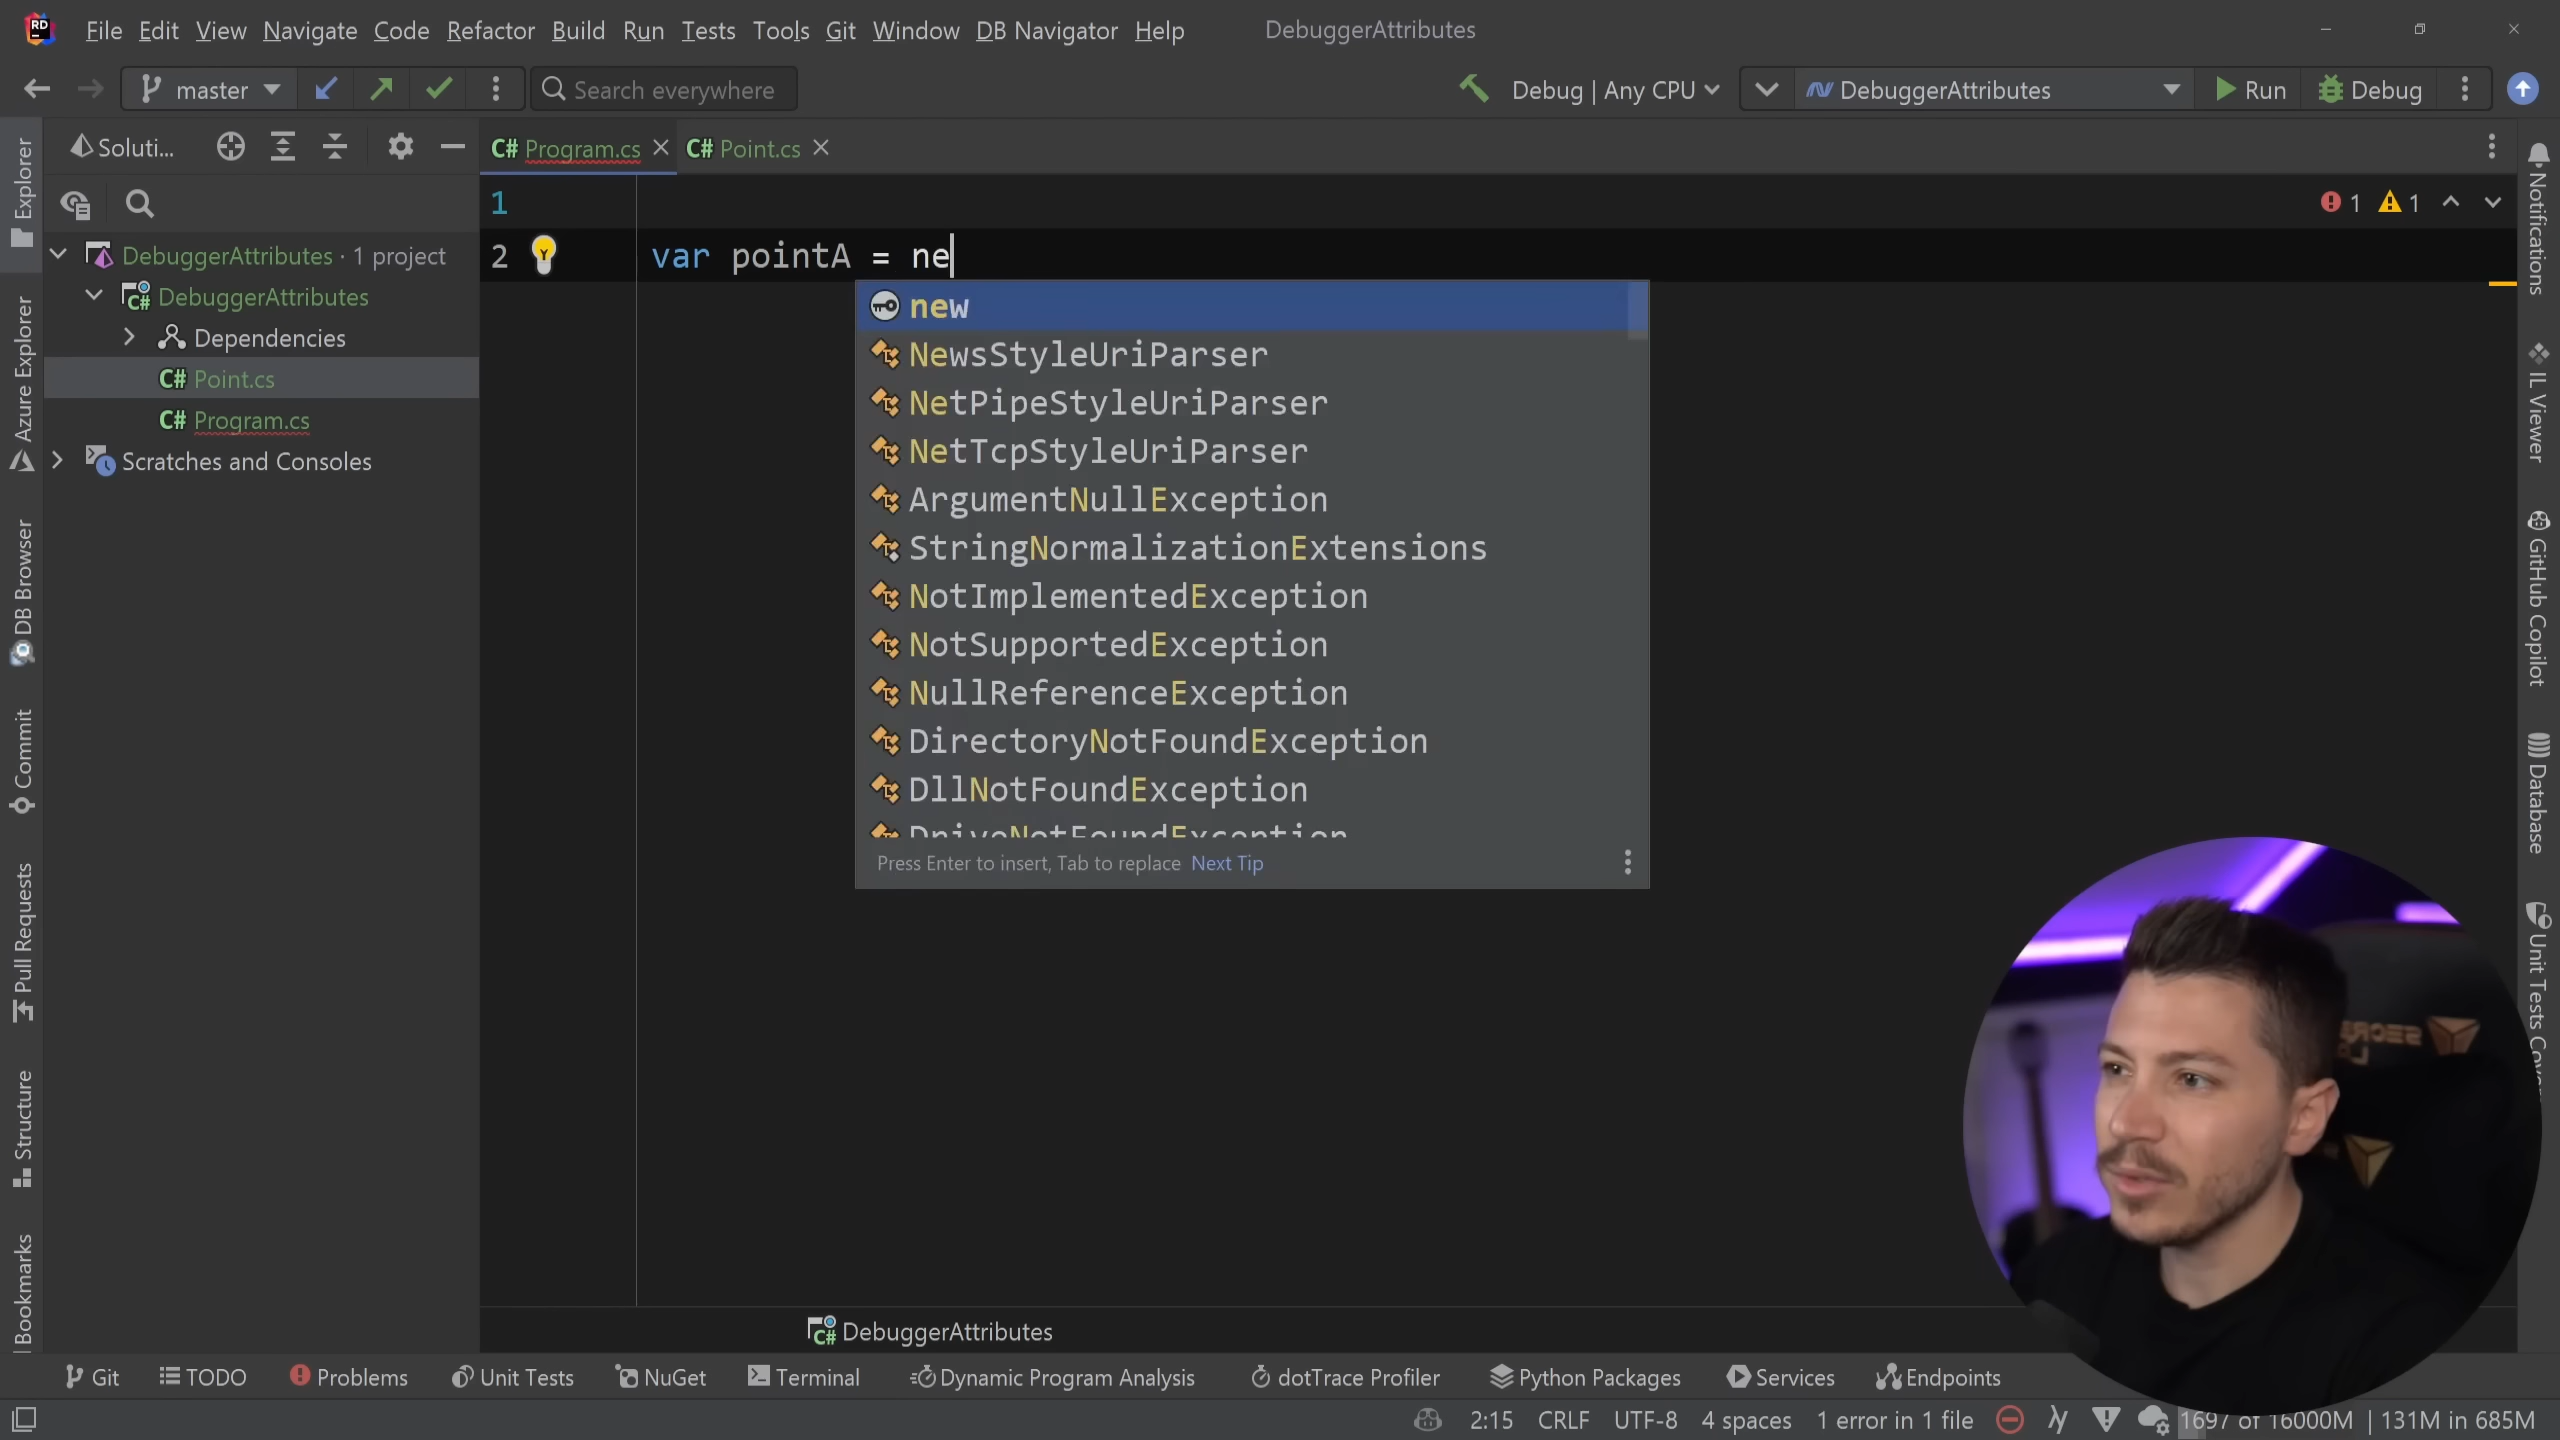 RD File Edit View Navigate Code Refactor Build Run Tests Tools Git Window DB Navigator Help DebuggerAttributes
master Search everywhere Debug | Any CPU DebuggerAttributes Run Debug
Soluti... C# Program.cs C# Point.cs
1
1 1
2 var pointA = ne
DebuggerAttributes · 1 project
C# DebuggerAttributes
Dependencies
C# Point.cs
C# Program.cs
Scratches and Consoles
new
NewsStyleUriParser
NetPipeStyleUriParser
NetTcpStyleUriParser
ArgumentNullException
StringNormalizationExtensions
NotImplementedException
NotSupportedException
NullReferenceException
DirectoryNotFoundException
DllNotFoundException
DriveNotFoundException
Press Enter to insert, Tab to replace Next Tip
Explorer
Azure Explorer
DB Browser
Commit
Pull Requests
Structure
Bookmarks
Notifications
IL Viewer
GitHub Copilot
Database
Unit Tests
C# DebuggerAttributes
Git TODO Problems Unit Tests NuGet Terminal Dynamic Program Analysis dotTrace Profiler Python Packages Services Endpoints
2:15 CRLF UTF-8 4 spaces 1 error in 1 file 1697 of 16000M | 131M in 685M